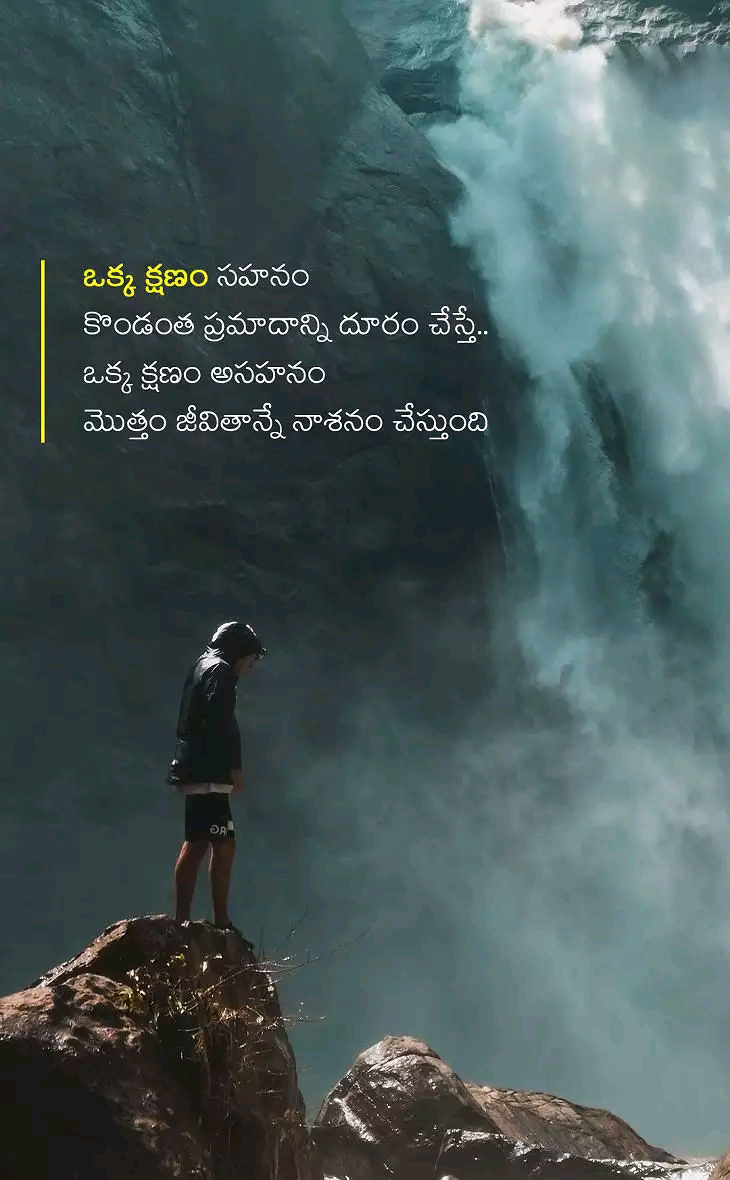 ఒక్క క్షణం సహనం
కొండంత ప్రమాదాన్ని దూరం చేస్తే..
ఒక్క క్షణం అసహనం
మొత్తం జీవితాన్నే నాశనం చేస్తుంది